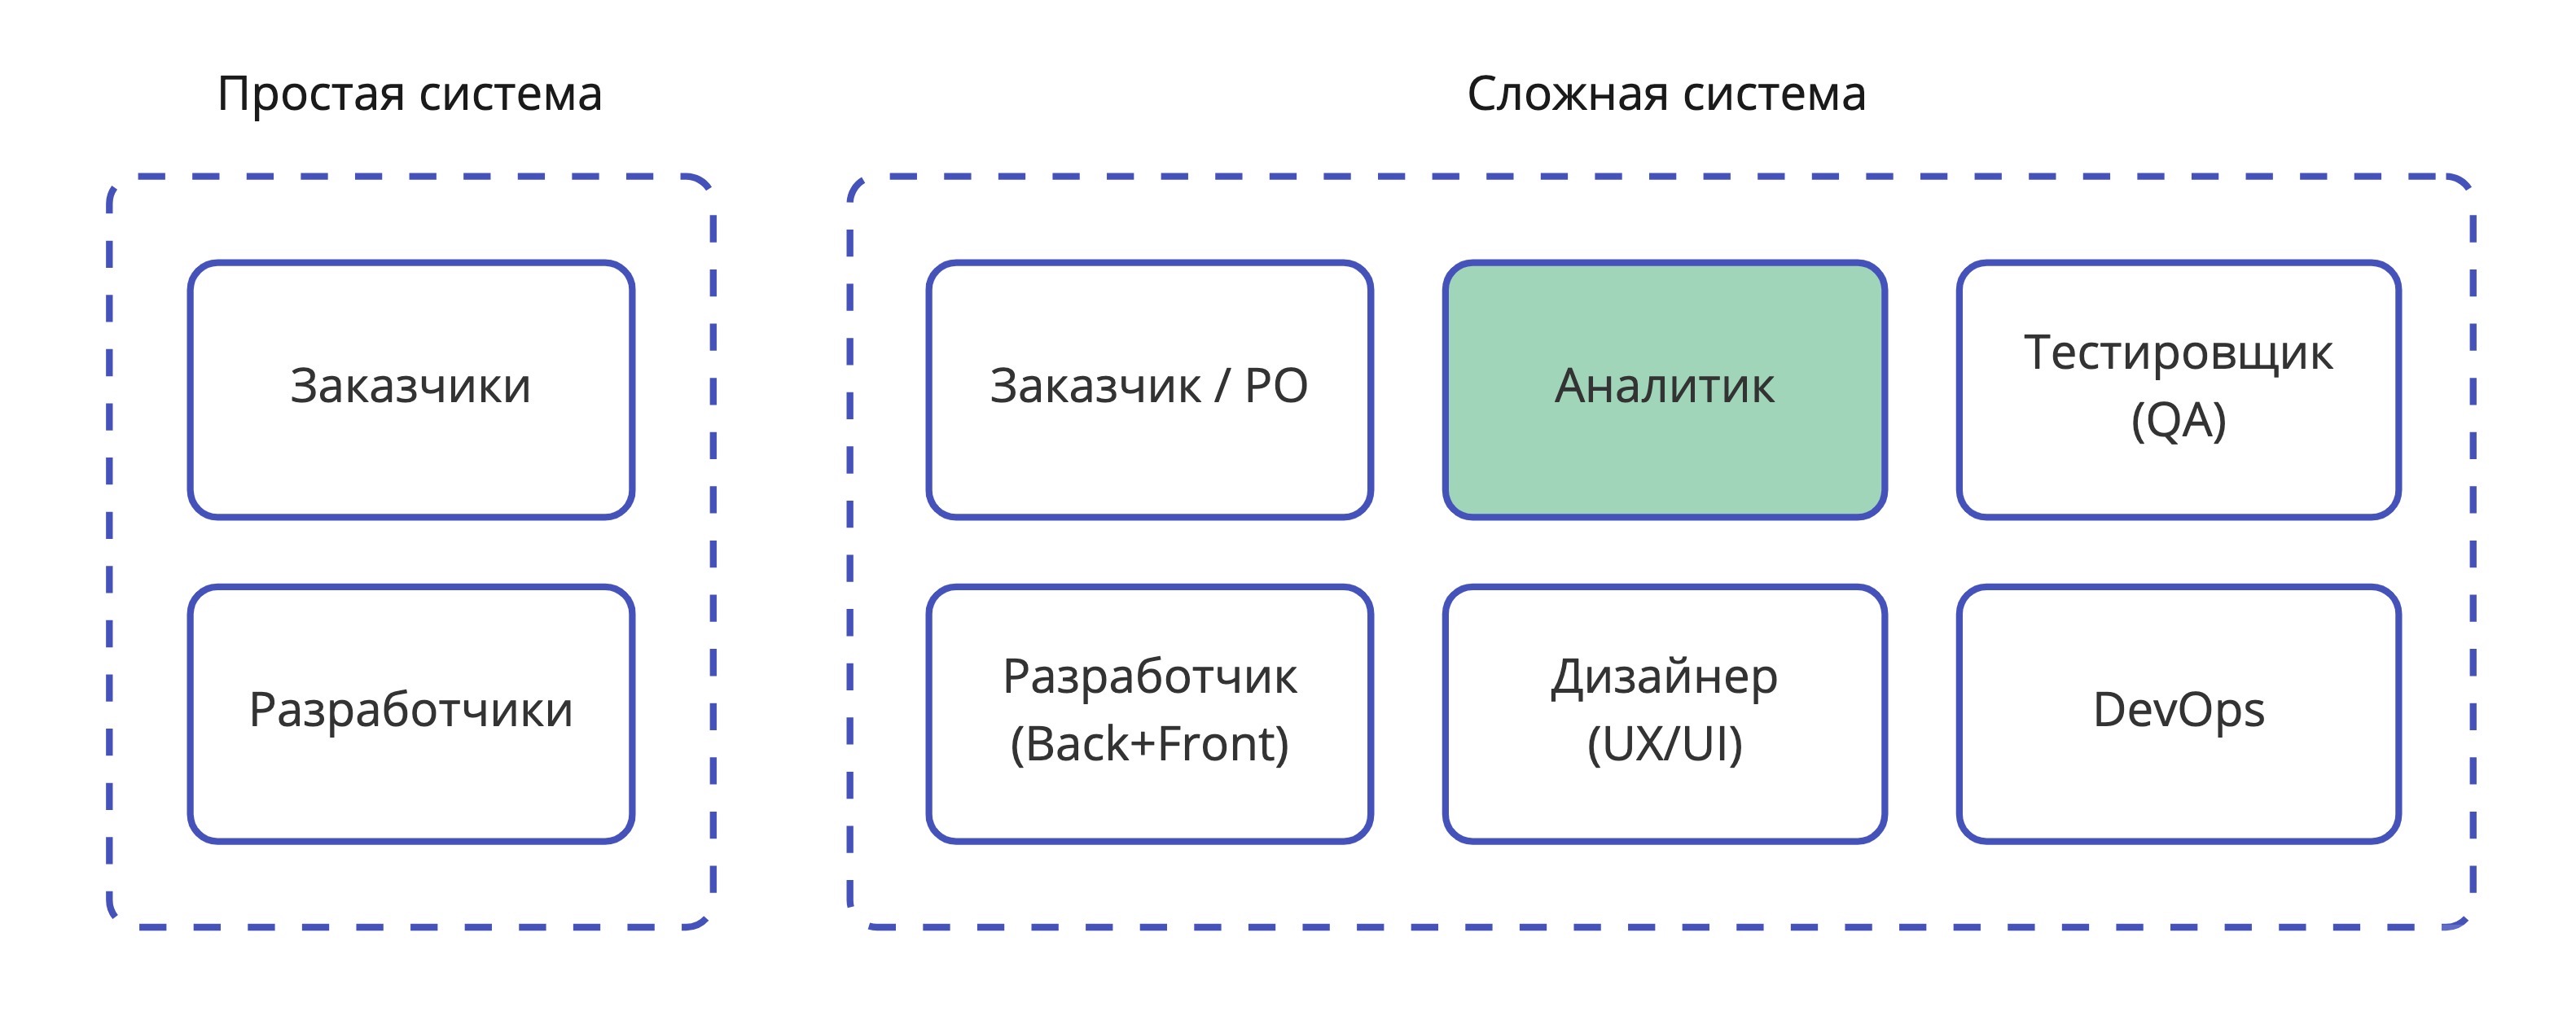 Простая система
Заказчики
Разработчики
Сложная система
Заказчик / PO
Аналитик
Тестировщик
(QA)
Разработчик
(Back+Front)
Дизайнер
(UX/UI)
DevOps